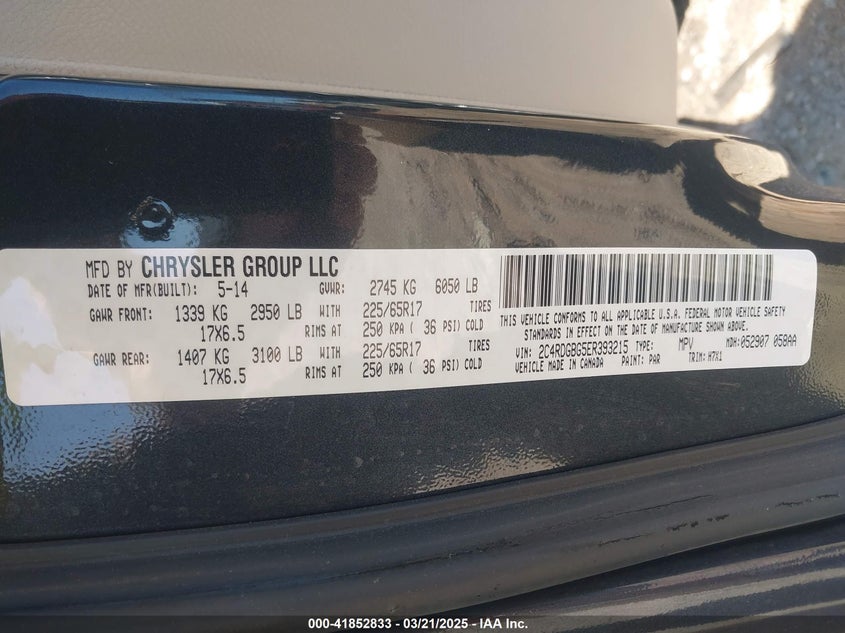 MFD BY CHRYSLER GROUP LLC
DATE OF MFR(BUILT): 5-14 GVWR: 2745 KG 6050 LB
GAWR FRONT: 1339 KG 2950 LB WITH 225/65R17 TIRES
17X6.5 RIMS AT 250 KPA ( 36 PSI) COLD
GAWR REAR: 1407 KG 3100 LB WITH 225/65R17 TIRES
17X6.5 RIMS AT 250 KPA ( 36 PSI) COLD
THIS VEHICLE CONFORMS TO ALL APPLICABLE U.S.A. FEDERAL MOTOR VEHICLE SAFETY
STANDARDS IN EFFECT ON THE DATE OF MANUFACTURE SHOWN ABOVE.
VIN: 2C4RDGBG5ER393215 TYPE: MPV MDH: 052907 058AA
VEHICLE MADE IN CANADA PAINT: PAR TRIM: H7X1
000-41852833 / 03/21/2025 — IAA Inc.